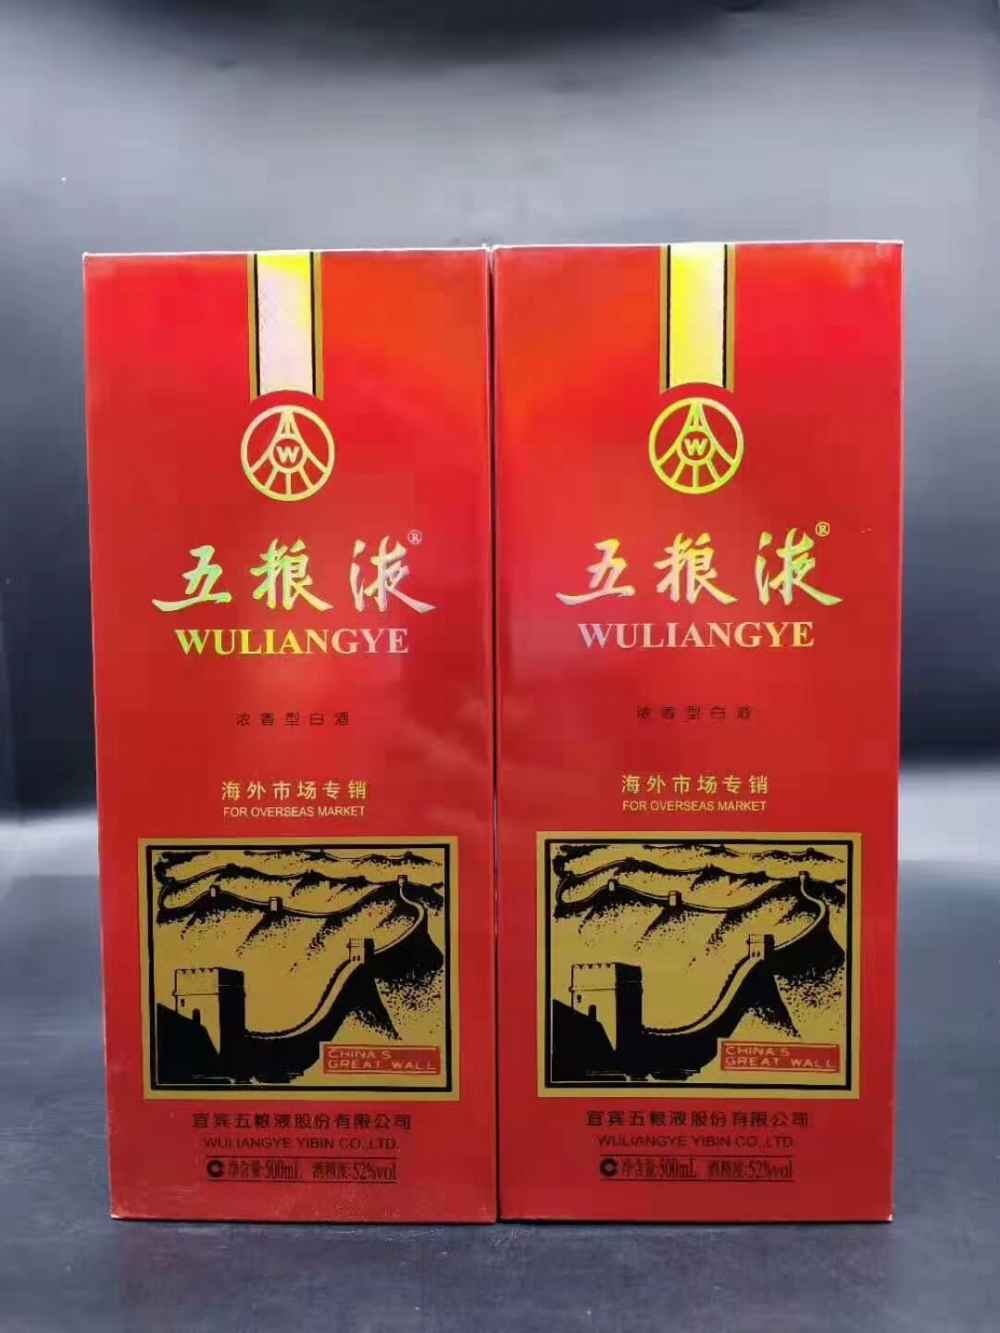 W
五粮液®
WULIANGYE
浓香型白酒
海外市场专销
FOR OVERSEAS MARKET
CHINA'S
GREAT WALL
宜宾五粮液股份有限公司
WULIANGYE YIBIN CO.,LTD.
C 净含量:500mL 酒精度:52%vol
W
五粮液®
WULIANGYE
浓香型白酒
海外市场专销
FOR OVERSEAS MARKET
CHINA'S
GREAT WALL
宜宾五粮液股份有限公司
WULIANGYE YIBIN CO.,LTD.
C 净含量:500mL 酒精度:52%vol